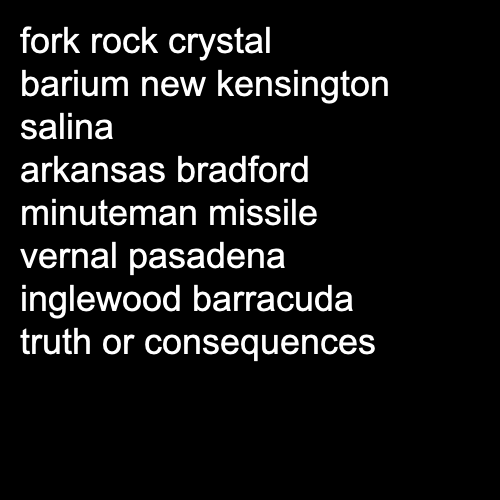 fork rock crystal
barium new kensington
salina
arkansas bradford
minuteman missile
vernal pasadena
inglewood barracuda
truth or consequences